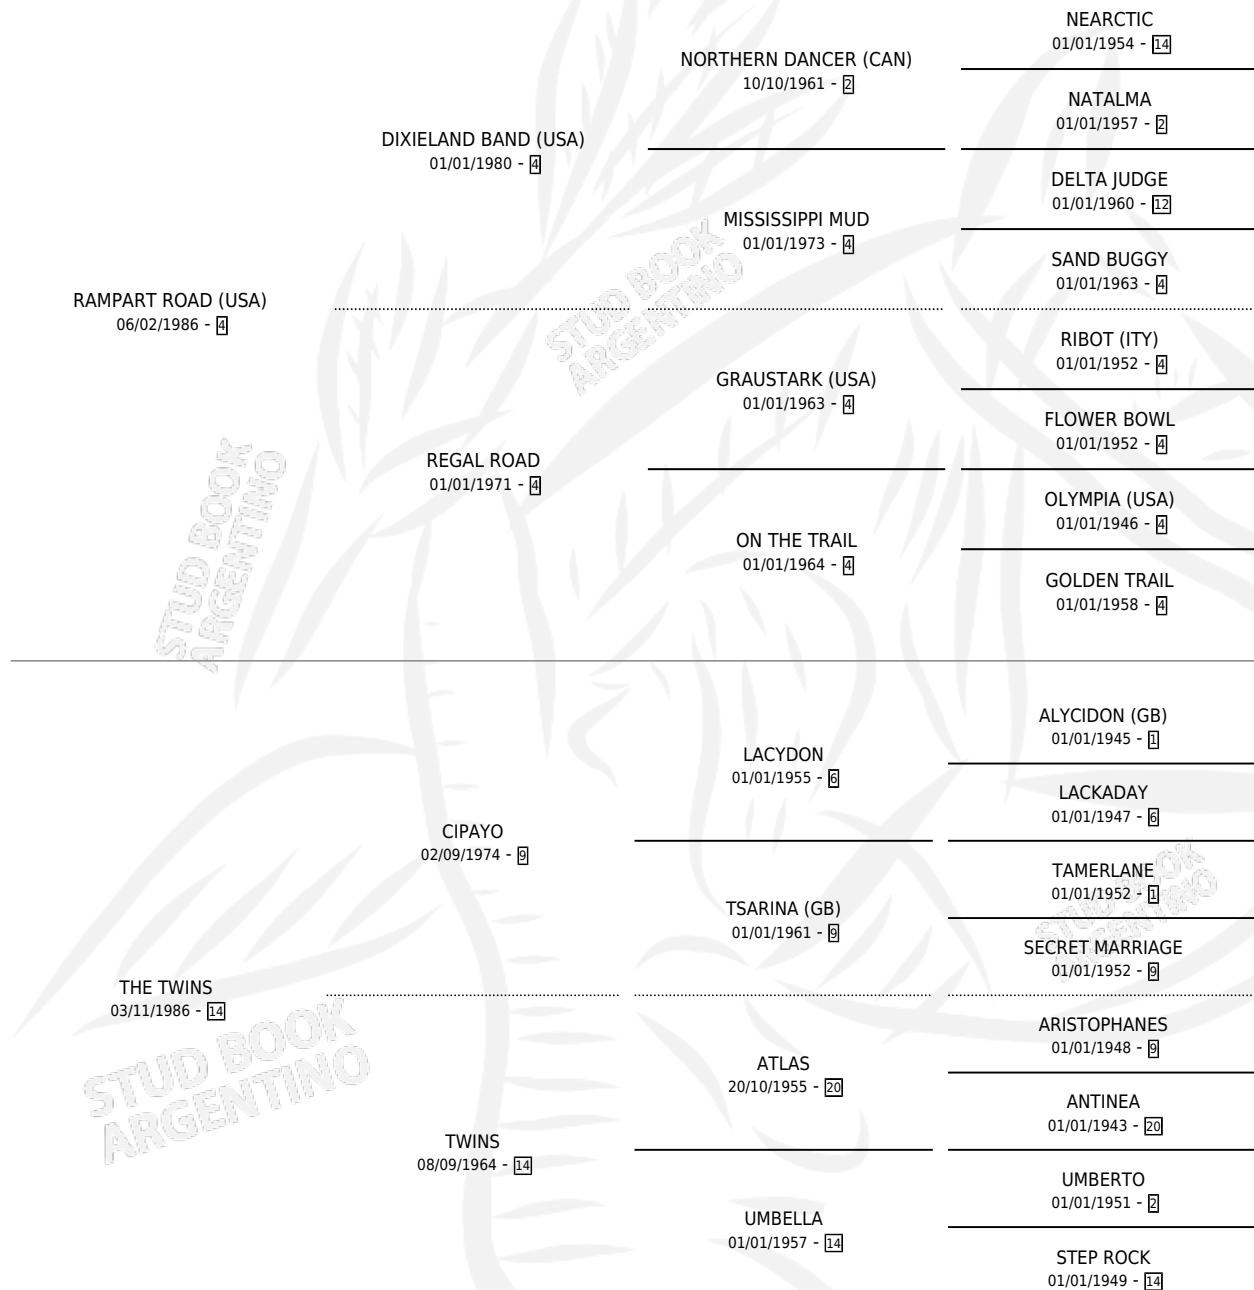 NEARCTIC
01/01/1954 - 14
NORTHERN DANCER (CAN)
10/10/1961 - 2
NATALMA
01/01/1957 - 2
DIXIELAND BAND (USA)
01/01/1980 - 4
DELTA JUDGE
01/01/1960 - 12
MISSISSIPPI MUD
01/01/1973 - 4
SAND BUGGY
01/01/1963 - 4
RAMPART ROAD (USA)
06/02/1986 - 4
STUD BOOK
ARGENTINO
RIBOT (ITY)
01/01/1952 - 4
GRAUSTARK (USA)
01/01/1963 - 4
FLOWER BOWL
01/01/1952 - 4
REGAL ROAD
01/01/1971 - 4
OLYMPIA (USA)
01/01/1946 - 4
ON THE TRAIL
01/01/1964 - 4
GOLDEN TRAIL
01/01/1958 - 4
STUD BOOK
ARGENTINO
ALYCIDON (GB)
01/01/1945 - 1
LACYDON
01/01/1955 - 6
LACKADAY
01/01/1947 - 6
CIPAYO
02/09/1974 - 9
TAMERLANE
01/01/1952 - 1
TSARINA (GB)
01/01/1961 - 9
SECRET MARRIAGE
01/01/1952 - 9
STUD BOOK
ARGENTINO
THE TWINS
03/11/1986 - 14
ARISTOPHANES
01/01/1948 - 9
ATLAS
20/10/1955 - 20
ANTINEA
01/01/1943 - 20
STUD BOOK
ARGENTINO
TWINS
08/09/1964 - 14
UMBERTO
01/01/1951 - 2
UMBELLA
01/01/1957 - 14
STEP ROCK
01/01/1949 - 14